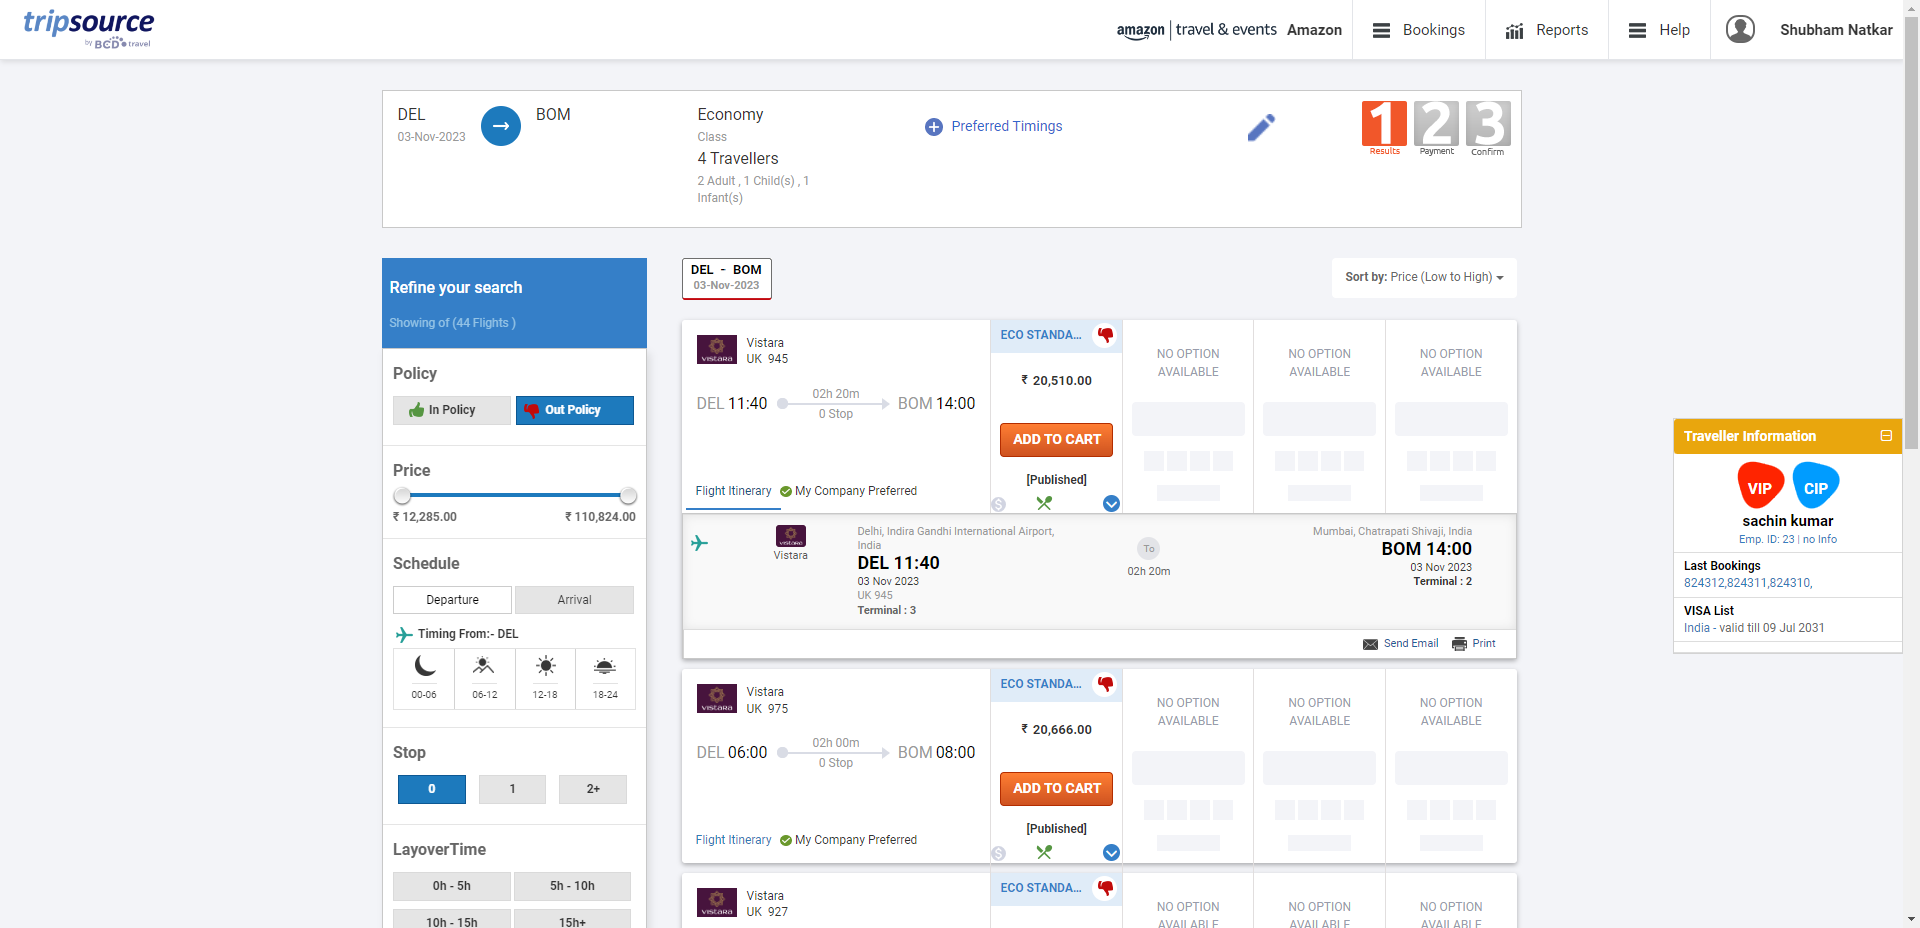 tripsource
by BCD travel
amazon | travel & events Amazon
Bookings
Reports
Help
Shubham Natkar
DEL
03-Nov-2023
BOM
Economy
Class
4 Travellers
2 Adult , 1 Child(s) , 1
Infant(s)
Preferred Timings
1 2 3
Results Payment Confirm
Refine your search
Showing of (44 Flights )
Policy
In Policy
Out Policy
Price
₹ 12,285.00
₹ 110,824.00
Schedule
Departure
Arrival
Timing From:- DEL
00-06 06-12 12-18 18-24
Stop
0 1 2+
LayoverTime
0h - 5h
5h - 10h
10h - 15h
15h+
DEL - BOM
03-Nov-2023
Sort by: Price (Low to High)
VISTARA
Vistara
UK 945
DEL 11:40
02h 20m
0 Stop
BOM 14:00
Flight Itinerary
My Company Preferred
ECO STANDA...
₹ 20,510.00
ADD TO CART
[Published]
$
NO OPTION
AVAILABLE
NO OPTION
AVAILABLE
NO OPTION
AVAILABLE
VISTARA
Vistara
Delhi, Indira Gandhi International Airport,
India
DEL 11:40
03 Nov 2023
UK 945
Terminal : 3
To
02h 20m
Mumbai, Chatrapati Shivaji, India
BOM 14:00
03 Nov 2023
Terminal : 2
Send Email
Print
VISTARA
Vistara
UK 975
DEL 06:00
02h 00m
0 Stop
BOM 08:00
Flight Itinerary
My Company Preferred
ECO STANDA...
₹ 20,666.00
ADD TO CART
[Published]
$
NO OPTION
AVAILABLE
NO OPTION
AVAILABLE
NO OPTION
AVAILABLE
VISTARA
Vistara
UK 927
ECO STANDA...
NO OPTION
AVAILABLE
NO OPTION
AVAILABLE
NO OPTION
AVAILABLE
Traveller Information
VIP CIP
sachin kumar
Emp. ID: 23 | no Info
Last Bookings
824312,824311,824310,
VISA List
India - valid till 09 Jul 2031